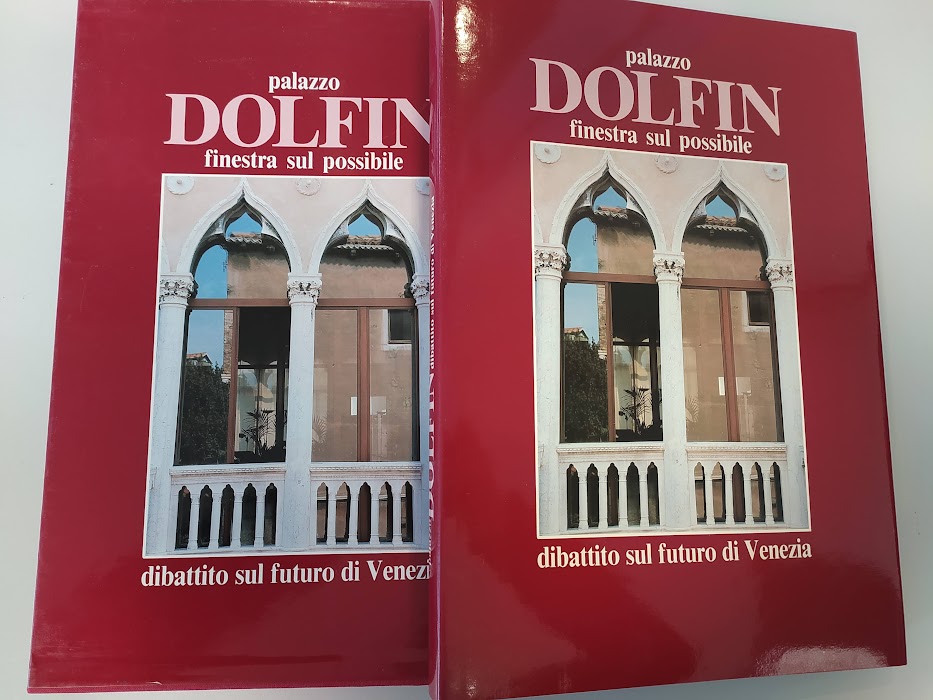 palazzo
DOLFIN
finestra sul possibile
dibattito sul futuro di Venezi
palazzo
DOLFIN
finestra sul possibile
dibattito sul futuro di Venezia